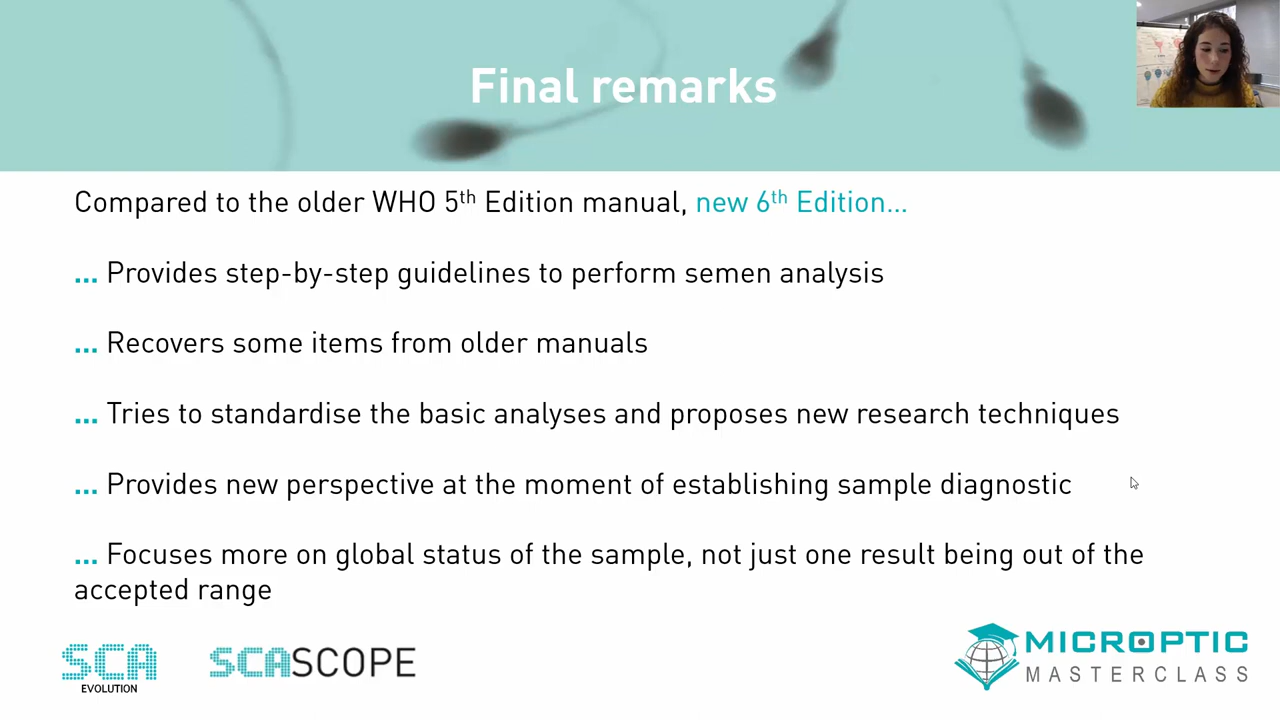 Final remarks
Compared to the older WHO 5th Edition manual, new 6th Edition...
... Provides step-by-step guidelines to perform semen analysis
... Recovers some items from older manuals
... Tries to standardise the basic analyses and proposes new research techniques
... Provides new perspective at the moment of establishing sample diagnostic
... Focuses more on global status of the sample, not just one result being out of the
accepted range
SCA
EVOLUTION
SCASCOPE
MICROPTIC
MASTERCLASS